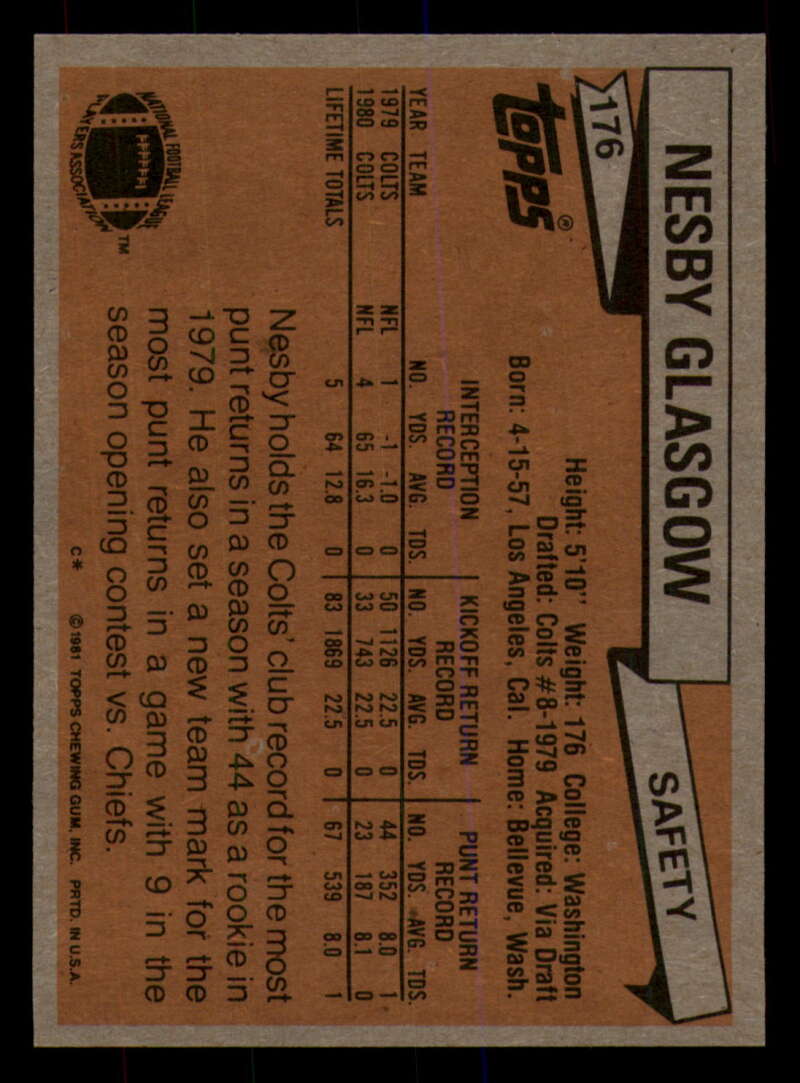 176
NESBY GLASGOW
SAFETY
Topps®
Height: 5'10" Weight: 176 College: Washington
Drafted: Colts #8-1979 Acquired: Via Draft
Born: 4-15-57, Los Angeles, Cal. Home: Bellevue, Wash.
INTERCEPTION RECORD KICKOFF RETURN RECORD PUNT RETURN RECORD
YEAR TEAM NO. YDS. AVG. TDS. NO. YDS. AVG. TDS. NO. YDS. AVG. TDS.
1979 COLTS NFL 1 -1 -1.0 0 50 1126 22.5 0 44 352 8.0 1
1980 COLTS NFL 4 65 16.3 0 33 743 22.5 0 23 187 8.1 0
LIFETIME TOTALS 5 64 12.8 0 83 1869 22.5 0 67 539 8.0 1
NATIONAL FOOTBALL LEAGUE
PLAYERS ASSOCIATION
™
Nesby holds the Colts' club record for the most
punt returns in a season with 44 as a rookie in
1979. He also set a new team mark for the
most punt returns in a game with 9 in the
season opening contest vs. Chiefs.
C* ©1981 TOPPS CHEWING GUM, INC. PRTD. IN U.S.A.